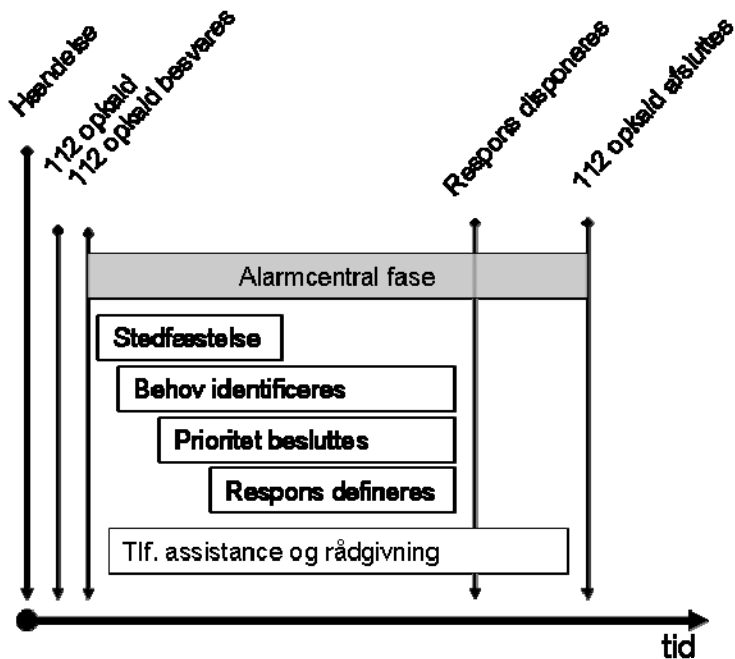 Hændelse
112 opkald
112 opkald besvares
Respons disponeres
112 opkald afsluttes
Alarmcentral fase
Stedfæstelse
Behov identificeres
Prioritet besluttes
Respons defineres
Tlf. assistance og rådgivning
tid